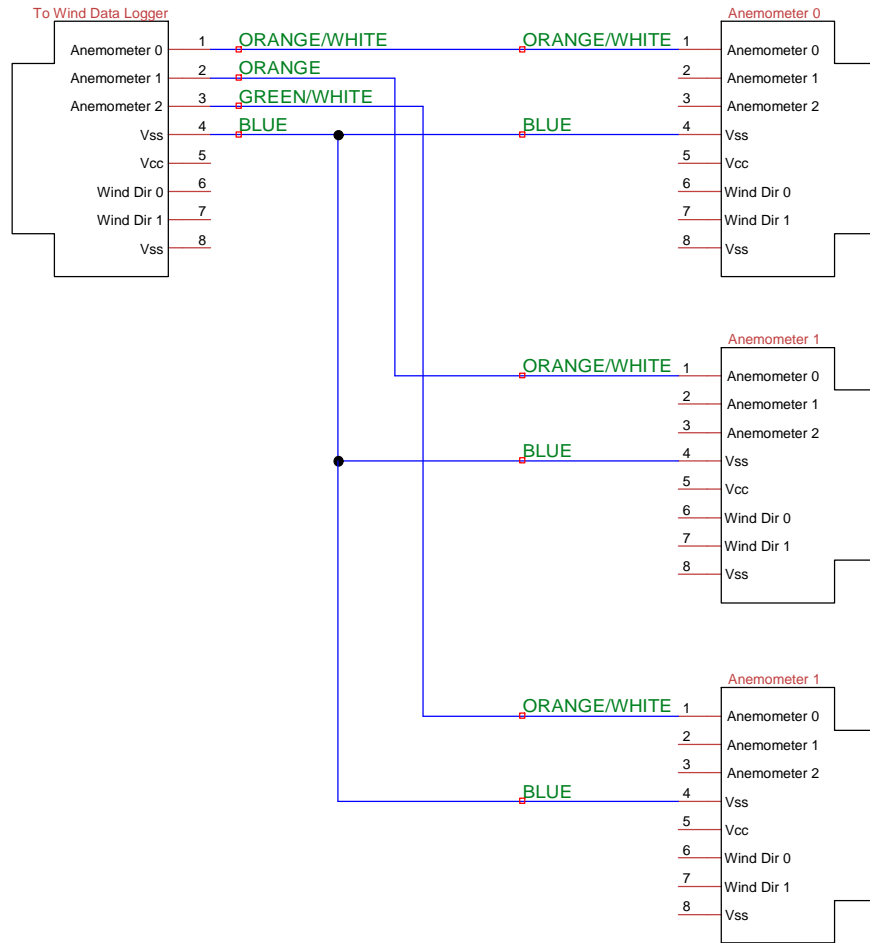 To Wind Data Logger
Anemometer 0 1 ORANGE/WHITE
Anemometer 1 2 ORANGE
Anemometer 2 3 GREEN/WHITE
Vss 4 BLUE
Vcc 5
Wind Dir 0 6
Wind Dir 1 7
Vss 8
Anemometer 0
ORANGE/WHITE 1 Anemometer 0
2 Anemometer 1
3 Anemometer 2
BLUE 4 Vss
5 Vcc
6 Wind Dir 0
7 Wind Dir 1
8 Vss
Anemometer 1
ORANGE/WHITE 1 Anemometer 0
2 Anemometer 1
3 Anemometer 2
BLUE 4 Vss
5 Vcc
6 Wind Dir 0
7 Wind Dir 1
8 Vss
Anemometer 1
ORANGE/WHITE 1 Anemometer 0
2 Anemometer 1
3 Anemometer 2
BLUE 4 Vss
5 Vcc
6 Wind Dir 0
7 Wind Dir 1
8 Vss